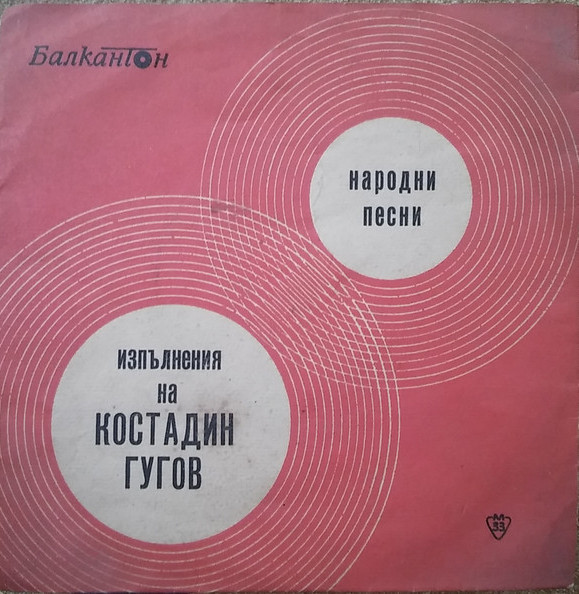 Балкантон
народни
песни
изпълнения
на
КОСТАДИН
ГУГОВ
М
33